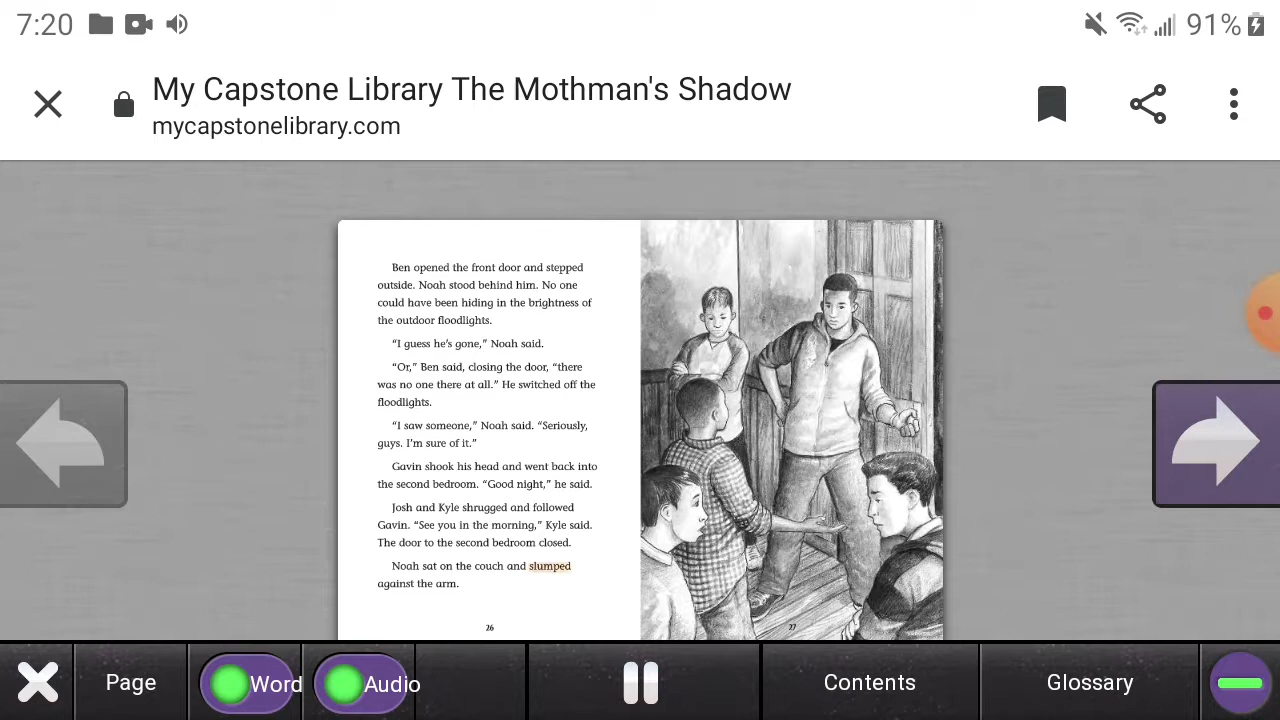 7:20 91%
My Capstone Library The Mothman's Shadow
mycapstonelibrary.com
Ben opened the front door and stepped
outside. Noah stood behind him. No one
could have been hiding in the brightness of
the outdoor floodlights.
“I guess he’s gone,” Noah said.
“Or,” Ben said, closing the door, “there
was no one there at all.” He switched off the
floodlights.
“I saw someone,” Noah said. “Seriously,
guys. I’m sure of it.”
Gavin shook his head and went back into
the second bedroom. “Good night,” he said.
Josh and Kyle shrugged and followed
Gavin. “See you in the morning,” Kyle said.
The door to the second bedroom closed.
Noah sat on the couch and slumped
against the arm.
26
27
Page Word Audio Contents Glossary